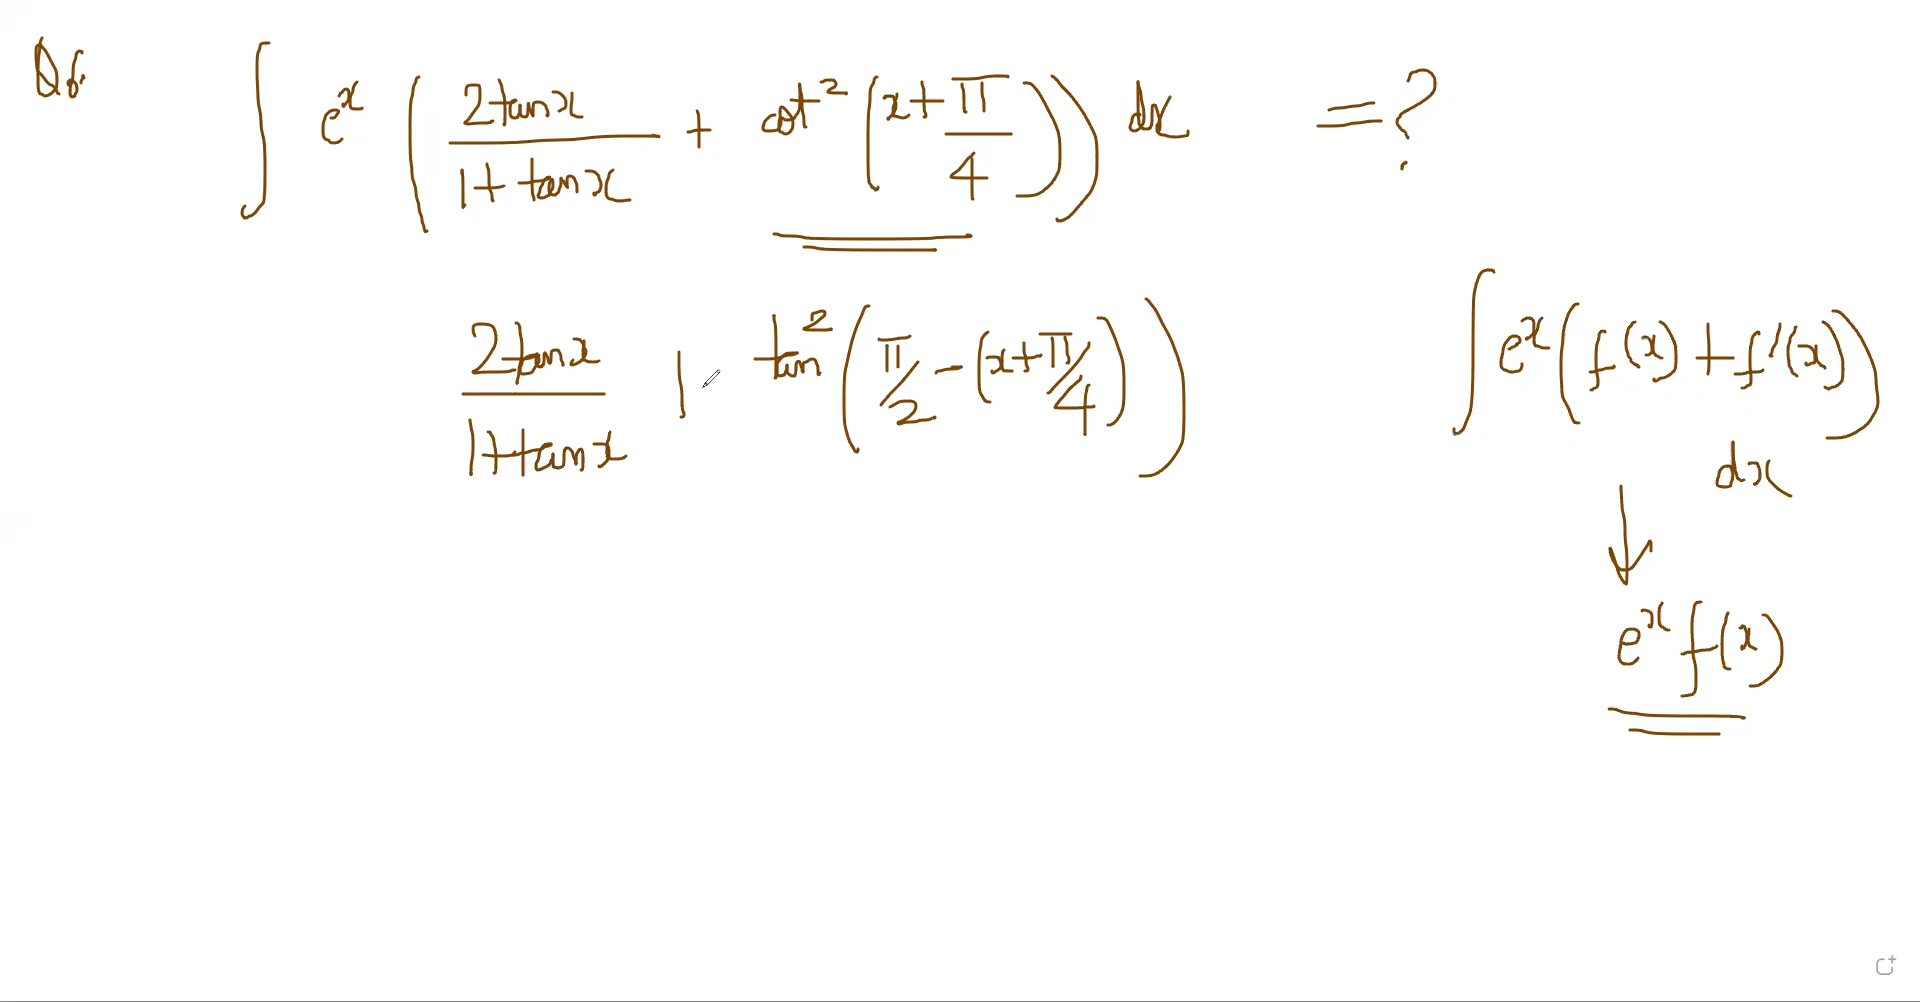 Q6.
∫ e^x ( (2tanx)/(1+tanx) + cot²(x+π/4) ) dx = ?
(2tanx)/(1+tanx) | tan²(π/2 - (x+π/4)) )
∫ e^x ( f(x) + f'(x) )
dx
↓
e^x f(x)